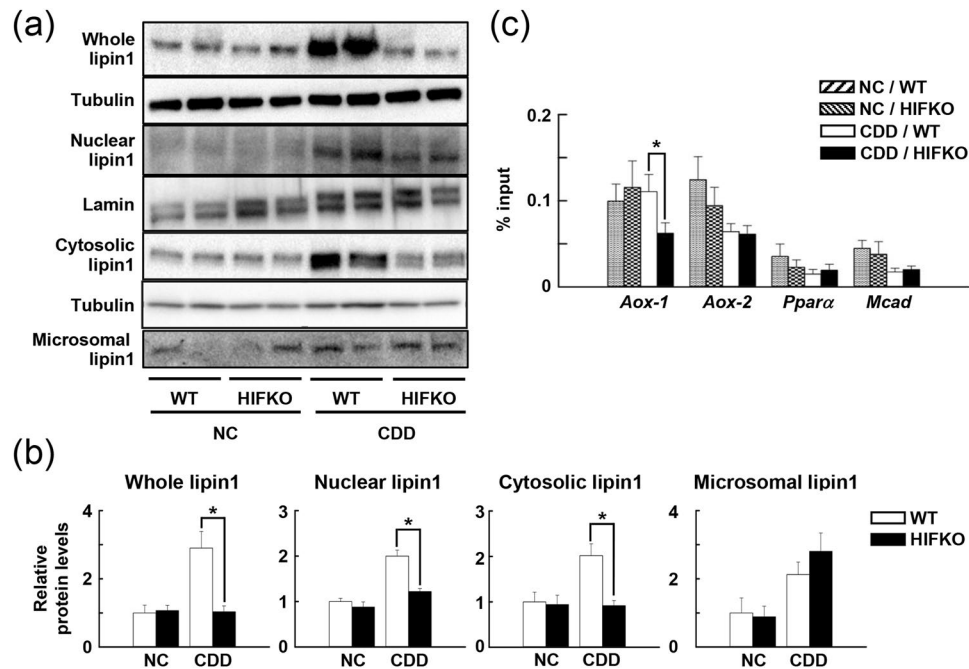 (a)
Whole
lipin1
Tubulin
Nuclear
lipin1
Lamin
Cytosolic
lipin1
Tubulin
Microsomal
lipin1
WT HIFKO WT HIFKO
NC CDD
(c)
NC / WT
NC / HIFKO
CDD / WT
CDD / HIFKO
% input
0.2
0.1
0
*
Aox-1 Aox-2 Pparα Mcad
(b)
Whole lipin1 Nuclear lipin1 Cytosolic lipin1 Microsomal lipin1
WT
HIFKO
Relative
protein levels
4
2
0
*
NC CDD
3
2
1
0
*
NC CDD
3
2
1
0
*
NC CDD
4
2
0
NC CDD